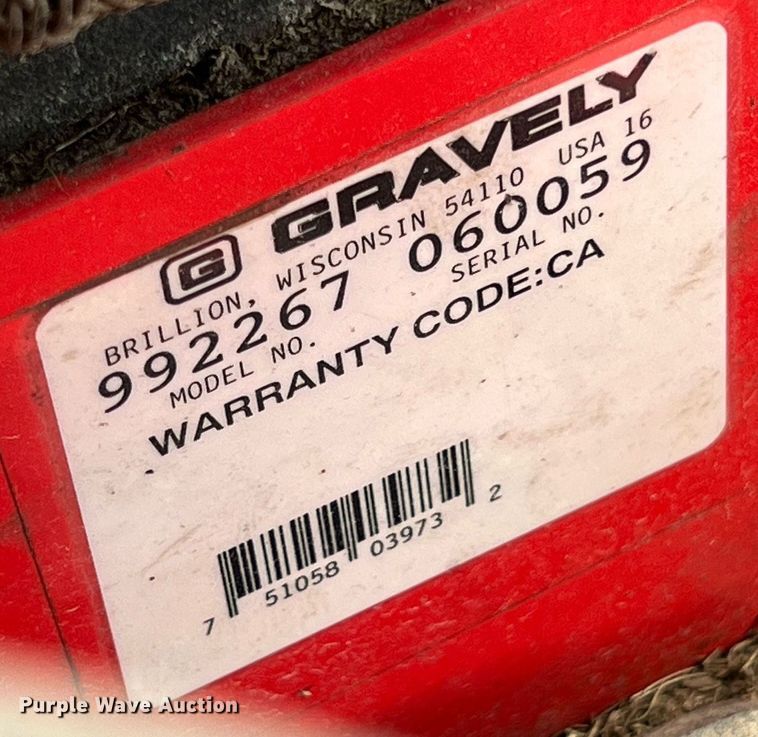 G GRAVELY
BRILLION, WISCONSIN 54110 USA 16
992267 060059
MODEL NO. SERIAL NO.
WARRANTY CODE:CA
7 51058 03973 2
Purple Wave Auction